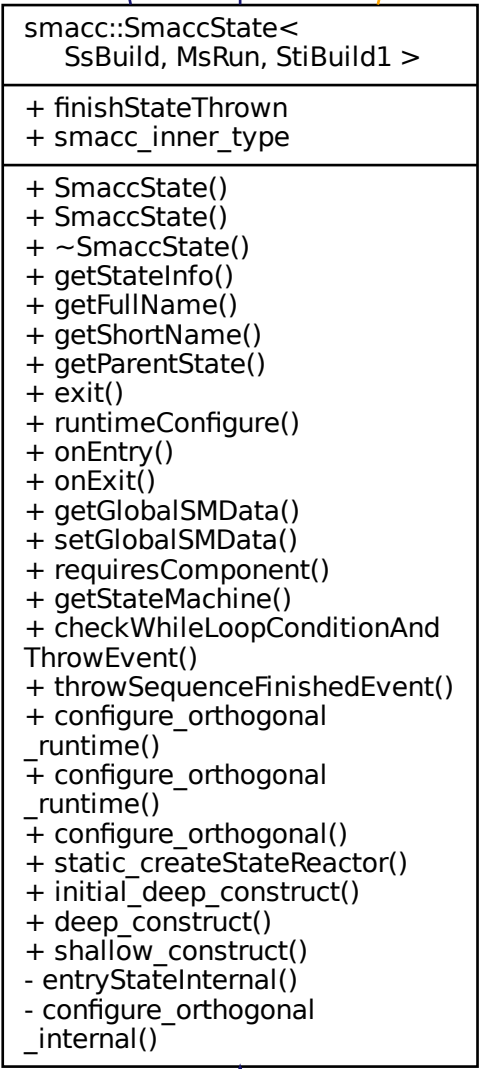 smacc::SmaccState<
SsBuild, MsRun, StiBuild1 >
+ finishStateThrown
+ smacc_inner_type
+ SmaccState()
+ SmaccState()
+ ~SmaccState()
+ getStateInfo()
+ getFullName()
+ getShortName()
+ getParentState()
+ exit()
+ runtimeConfigure()
+ onEntry()
+ onExit()
+ getGlobalSMData()
+ setGlobalSMData()
+ requiresComponent()
+ getStateMachine()
+ checkWhileLoopConditionAnd
ThrowEvent()
+ throwSequenceFinishedEvent()
+ configure_orthogonal
_runtime()
+ configure_orthogonal
_runtime()
+ configure_orthogonal()
+ static_createStateReactor()
+ initial_deep_construct()
+ deep_construct()
+ shallow_construct()
- entryStateInternal()
- configure_orthogonal
_internal()